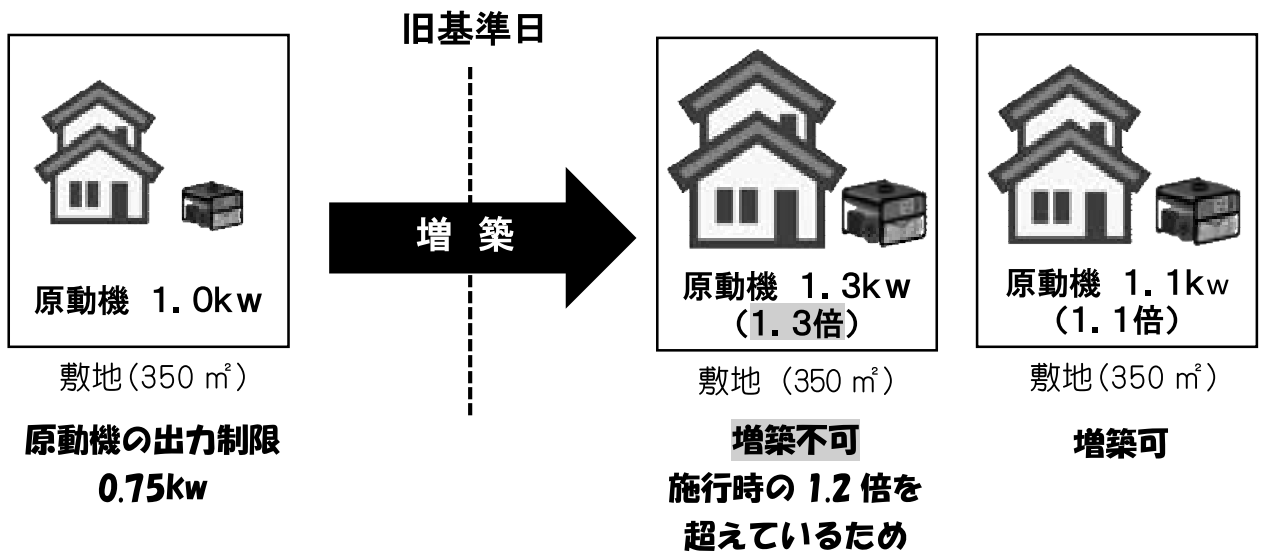 旧基準日
原動機 1.0kw
敷地(350 ㎡)
原動機の出力制限
0.75kw
増 築
原動機 1.3kw
(1.3倍)
敷地 (350 ㎡)
増築不可
施行時の 1.2 倍を
超えているため
原動機 1.1kw
(1.1倍)
敷地(350 ㎡)
増築可